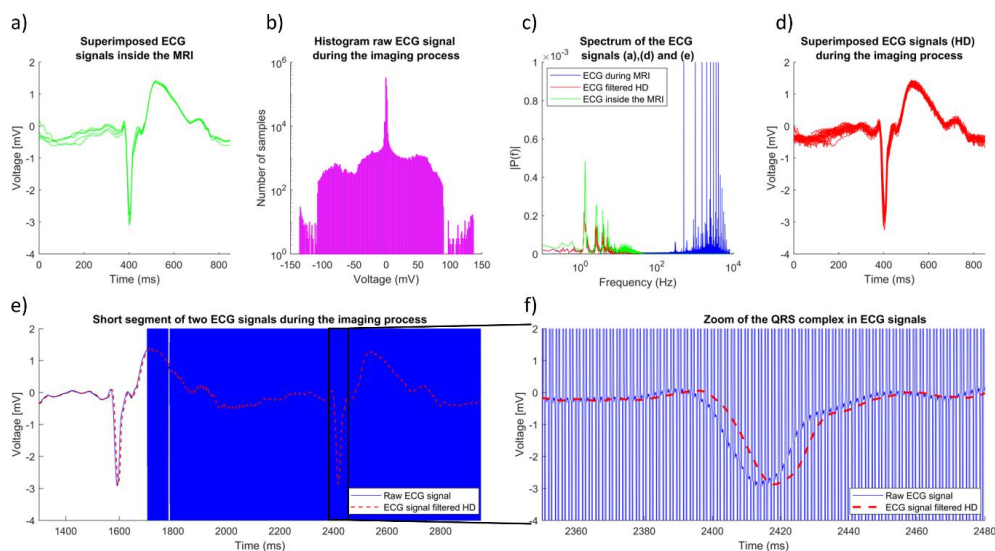 a)
Superimposed ECG
signals inside the MRI
2
1
0
-1
-2
-3
-4
Voltage [mV]
0 200 400 600 800
Time (ms)
b)
Histogram raw ECG signal
during the imaging process
10^6
10^4
10^2
10^0
Number of samples
-150 -100 -50 0 50 100 150
Voltage [mV]
c)
Spectrum of the ECG
signals (a),(d) and (e)
1 ×10^-3
0.8
0.6
0.4
0.2
0
|P(f)|
ECG during MRI
ECG filtered HD
ECG inside the MRI
10^0 10^2 10^4
Frequency (Hz)
d)
Superimposed ECG signals (HD)
during the imaging process
2
1
0
-1
-2
-3
-4
Voltage [mV]
0 200 400 600 800
Time (ms)
e)
Short segment of two ECG signals during the imaging process
2
1
0
-1
-2
-3
-4
Voltage [mV]
Raw ECG signal
ECG signal filtered HD
1400 1600 1800 2000 2200 2400 2600 2800
Time (ms)
f)
Zoom of the QRS complex in ECG signals
2
1
0
-1
-2
-3
-4
Voltage [mV]
Raw ECG signal
ECG signal filtered HD
2360 2380 2400 2420 2440 2460 2480
Time (ms)